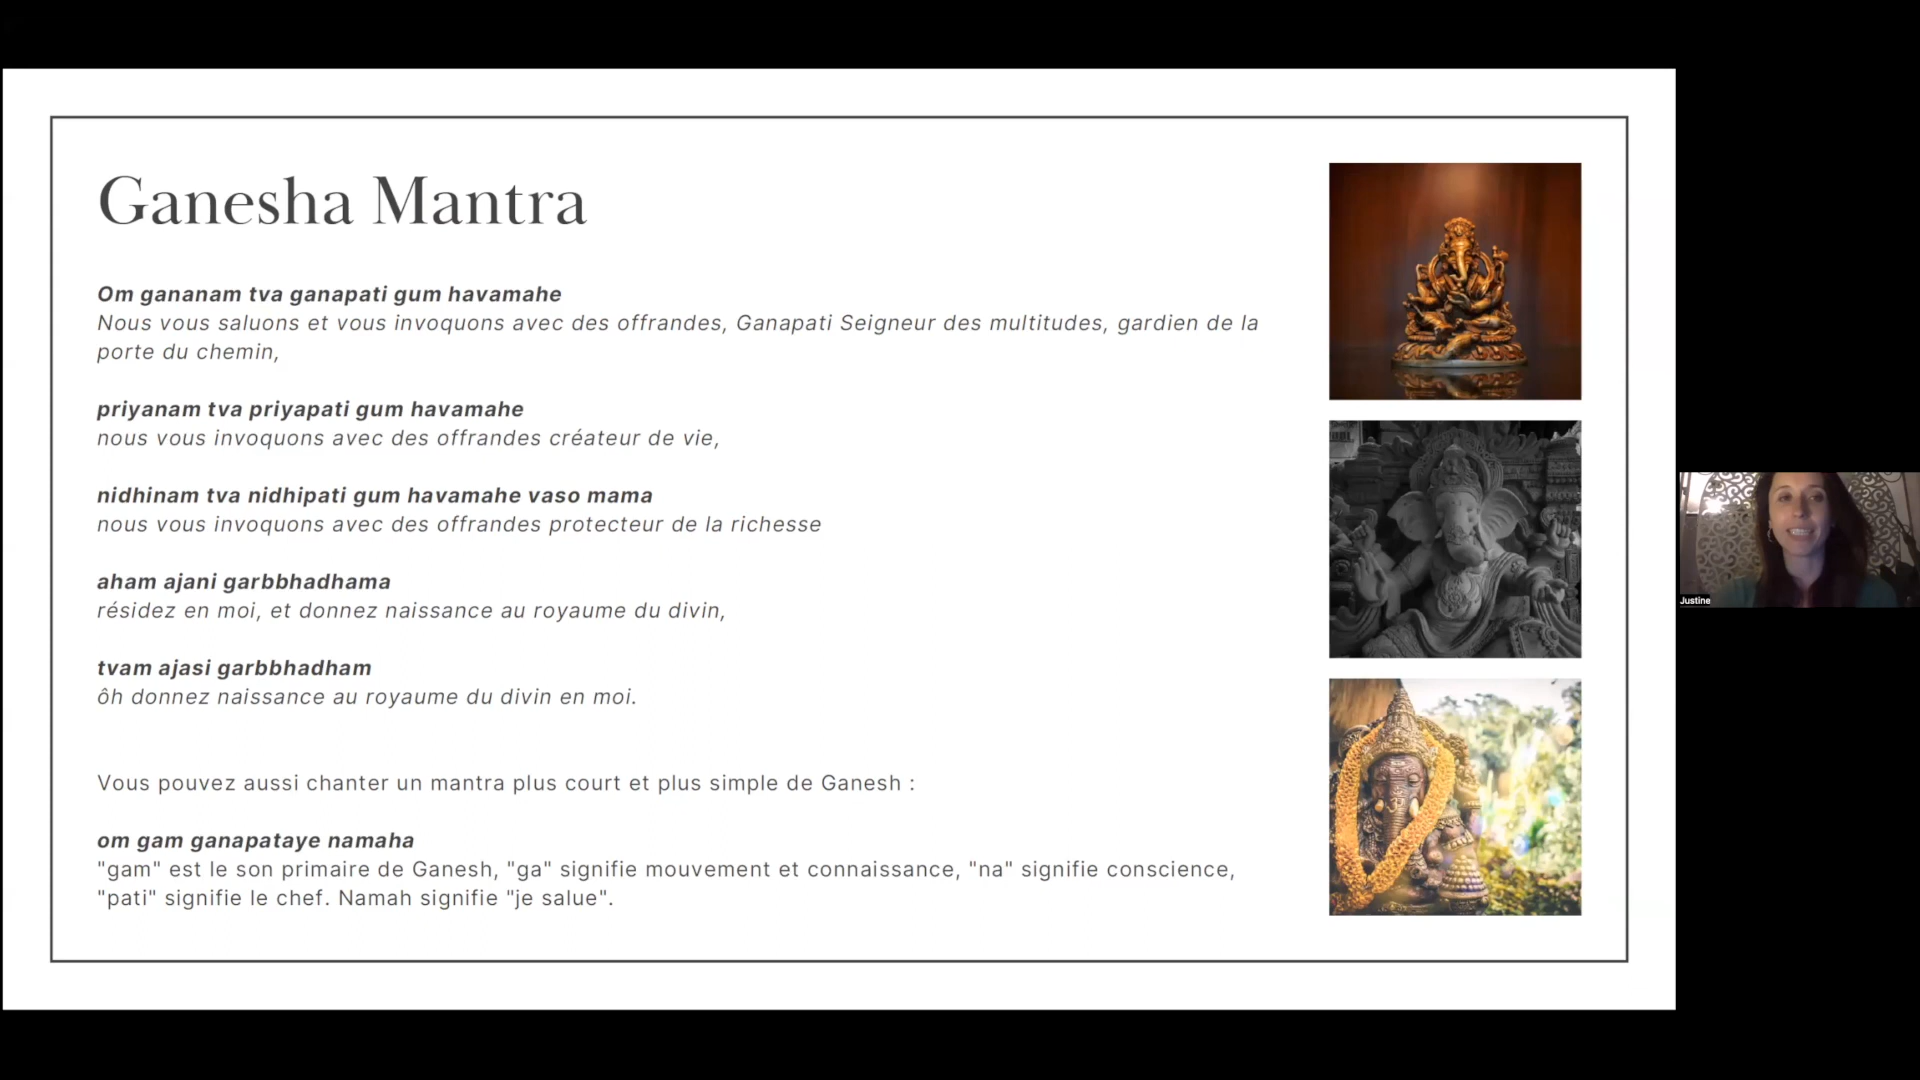 Ganesha Mantra
Om gananam tva ganapati gum havamahe
Nous vous saluons et vous invoquons avec des offrandes, Ganapati Seigneur des multitudes, gardien de la
porte du chemin,
priyanam tva priyapati gum havamahe
nous vous invoquons avec des offrandes créateur de vie,
nidhinam tva nidhipati gum havamahe vaso mama
nous vous invoquons avec des offrandes protecteur de la richesse
aham ajani garbbhadhama
résidez en moi, et donnez naissance au royaume du divin,
tvam ajasi garbbhadham
ôh donnez naissance au royaume du divin en moi.
Vous pouvez aussi chanter un mantra plus court et plus simple de Ganesh :
om gam ganapataye namaha
"gam" est le son primaire de Ganesh, "ga" signifie mouvement et connaissance, "na" signifie conscience,
"pati" signifie le chef. Namah signifie "je salue".
Justine